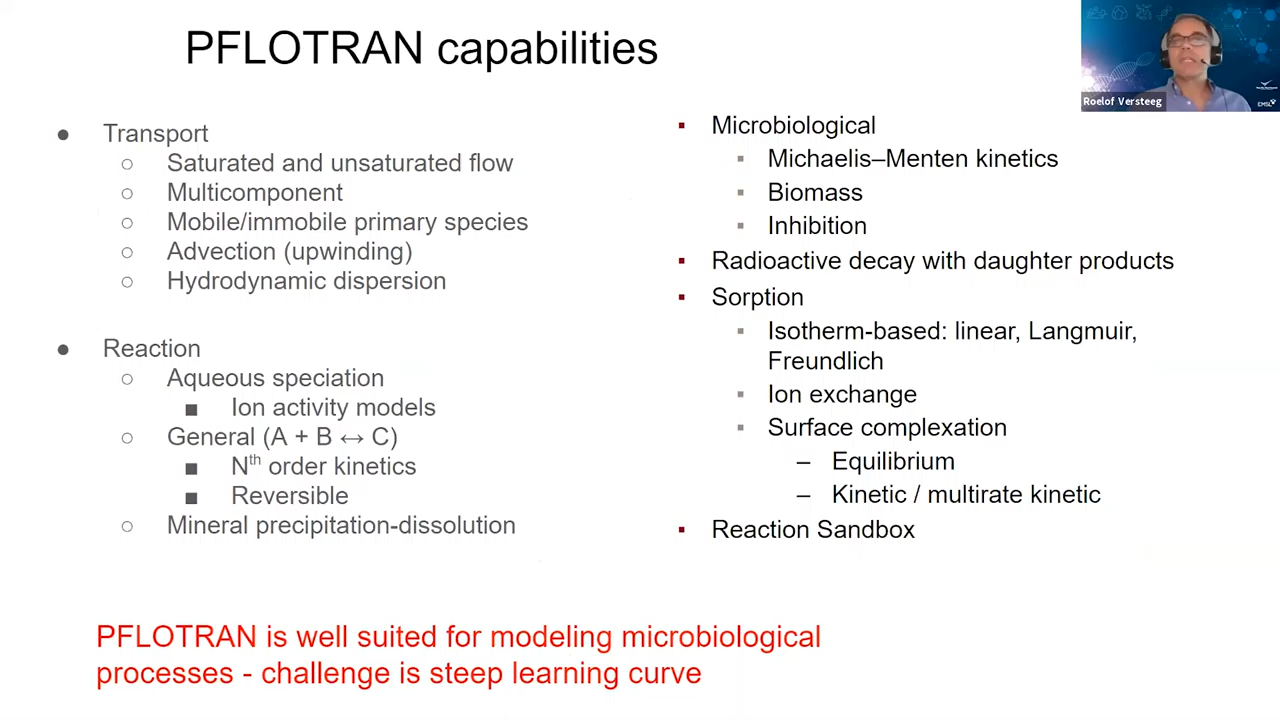 PFLOTRAN capabilities
Roelof Versteeg
EMSL
● Transport
○ Saturated and unsaturated flow
○ Multicomponent
○ Mobile/immobile primary species
○ Advection (upwinding)
○ Hydrodynamic dispersion
● Reaction
○ Aqueous speciation
■ Ion activity models
○ General (A + B ↔ C)
■ Nth order kinetics
■ Reversible
○ Mineral precipitation-dissolution
▪ Microbiological
▪ Michaelis–Menten kinetics
▪ Biomass
▪ Inhibition
▪ Radioactive decay with daughter products
▪ Sorption
▪ Isotherm-based: linear, Langmuir,
Freundlich
▪ Ion exchange
▪ Surface complexation
– Equilibrium
– Kinetic / multirate kinetic
▪ Reaction Sandbox
PFLOTRAN is well suited for modeling microbiological
processes - challenge is steep learning curve